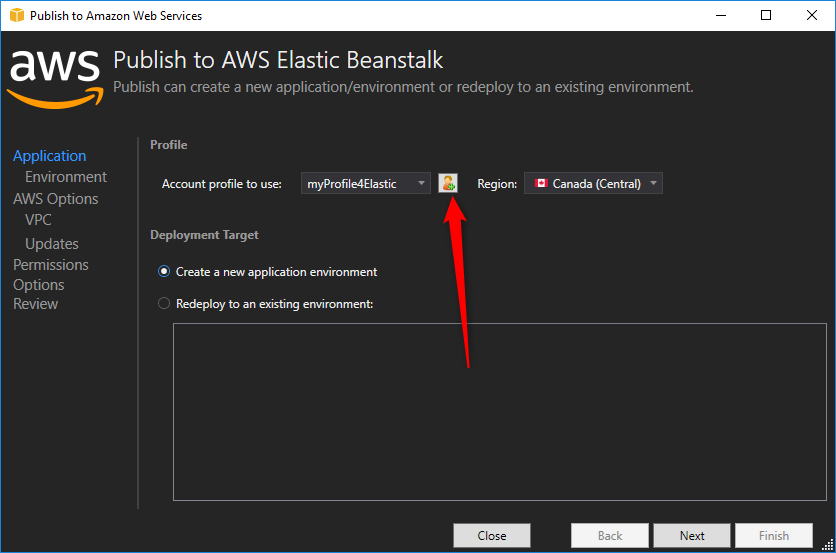 Publish to Amazon Web Services
aws
Publish to AWS Elastic Beanstalk
Publish can create a new application/environment or redeploy to an existing environment.
Application
Environment
AWS Options
VPC
Updates
Permissions
Options
Review
Profile
Account profile to use: myProfile4Elastic Region: Canada (Central)
Deployment Target
Create a new application environment
Redeploy to an existing environment:
Close Back Next Finish